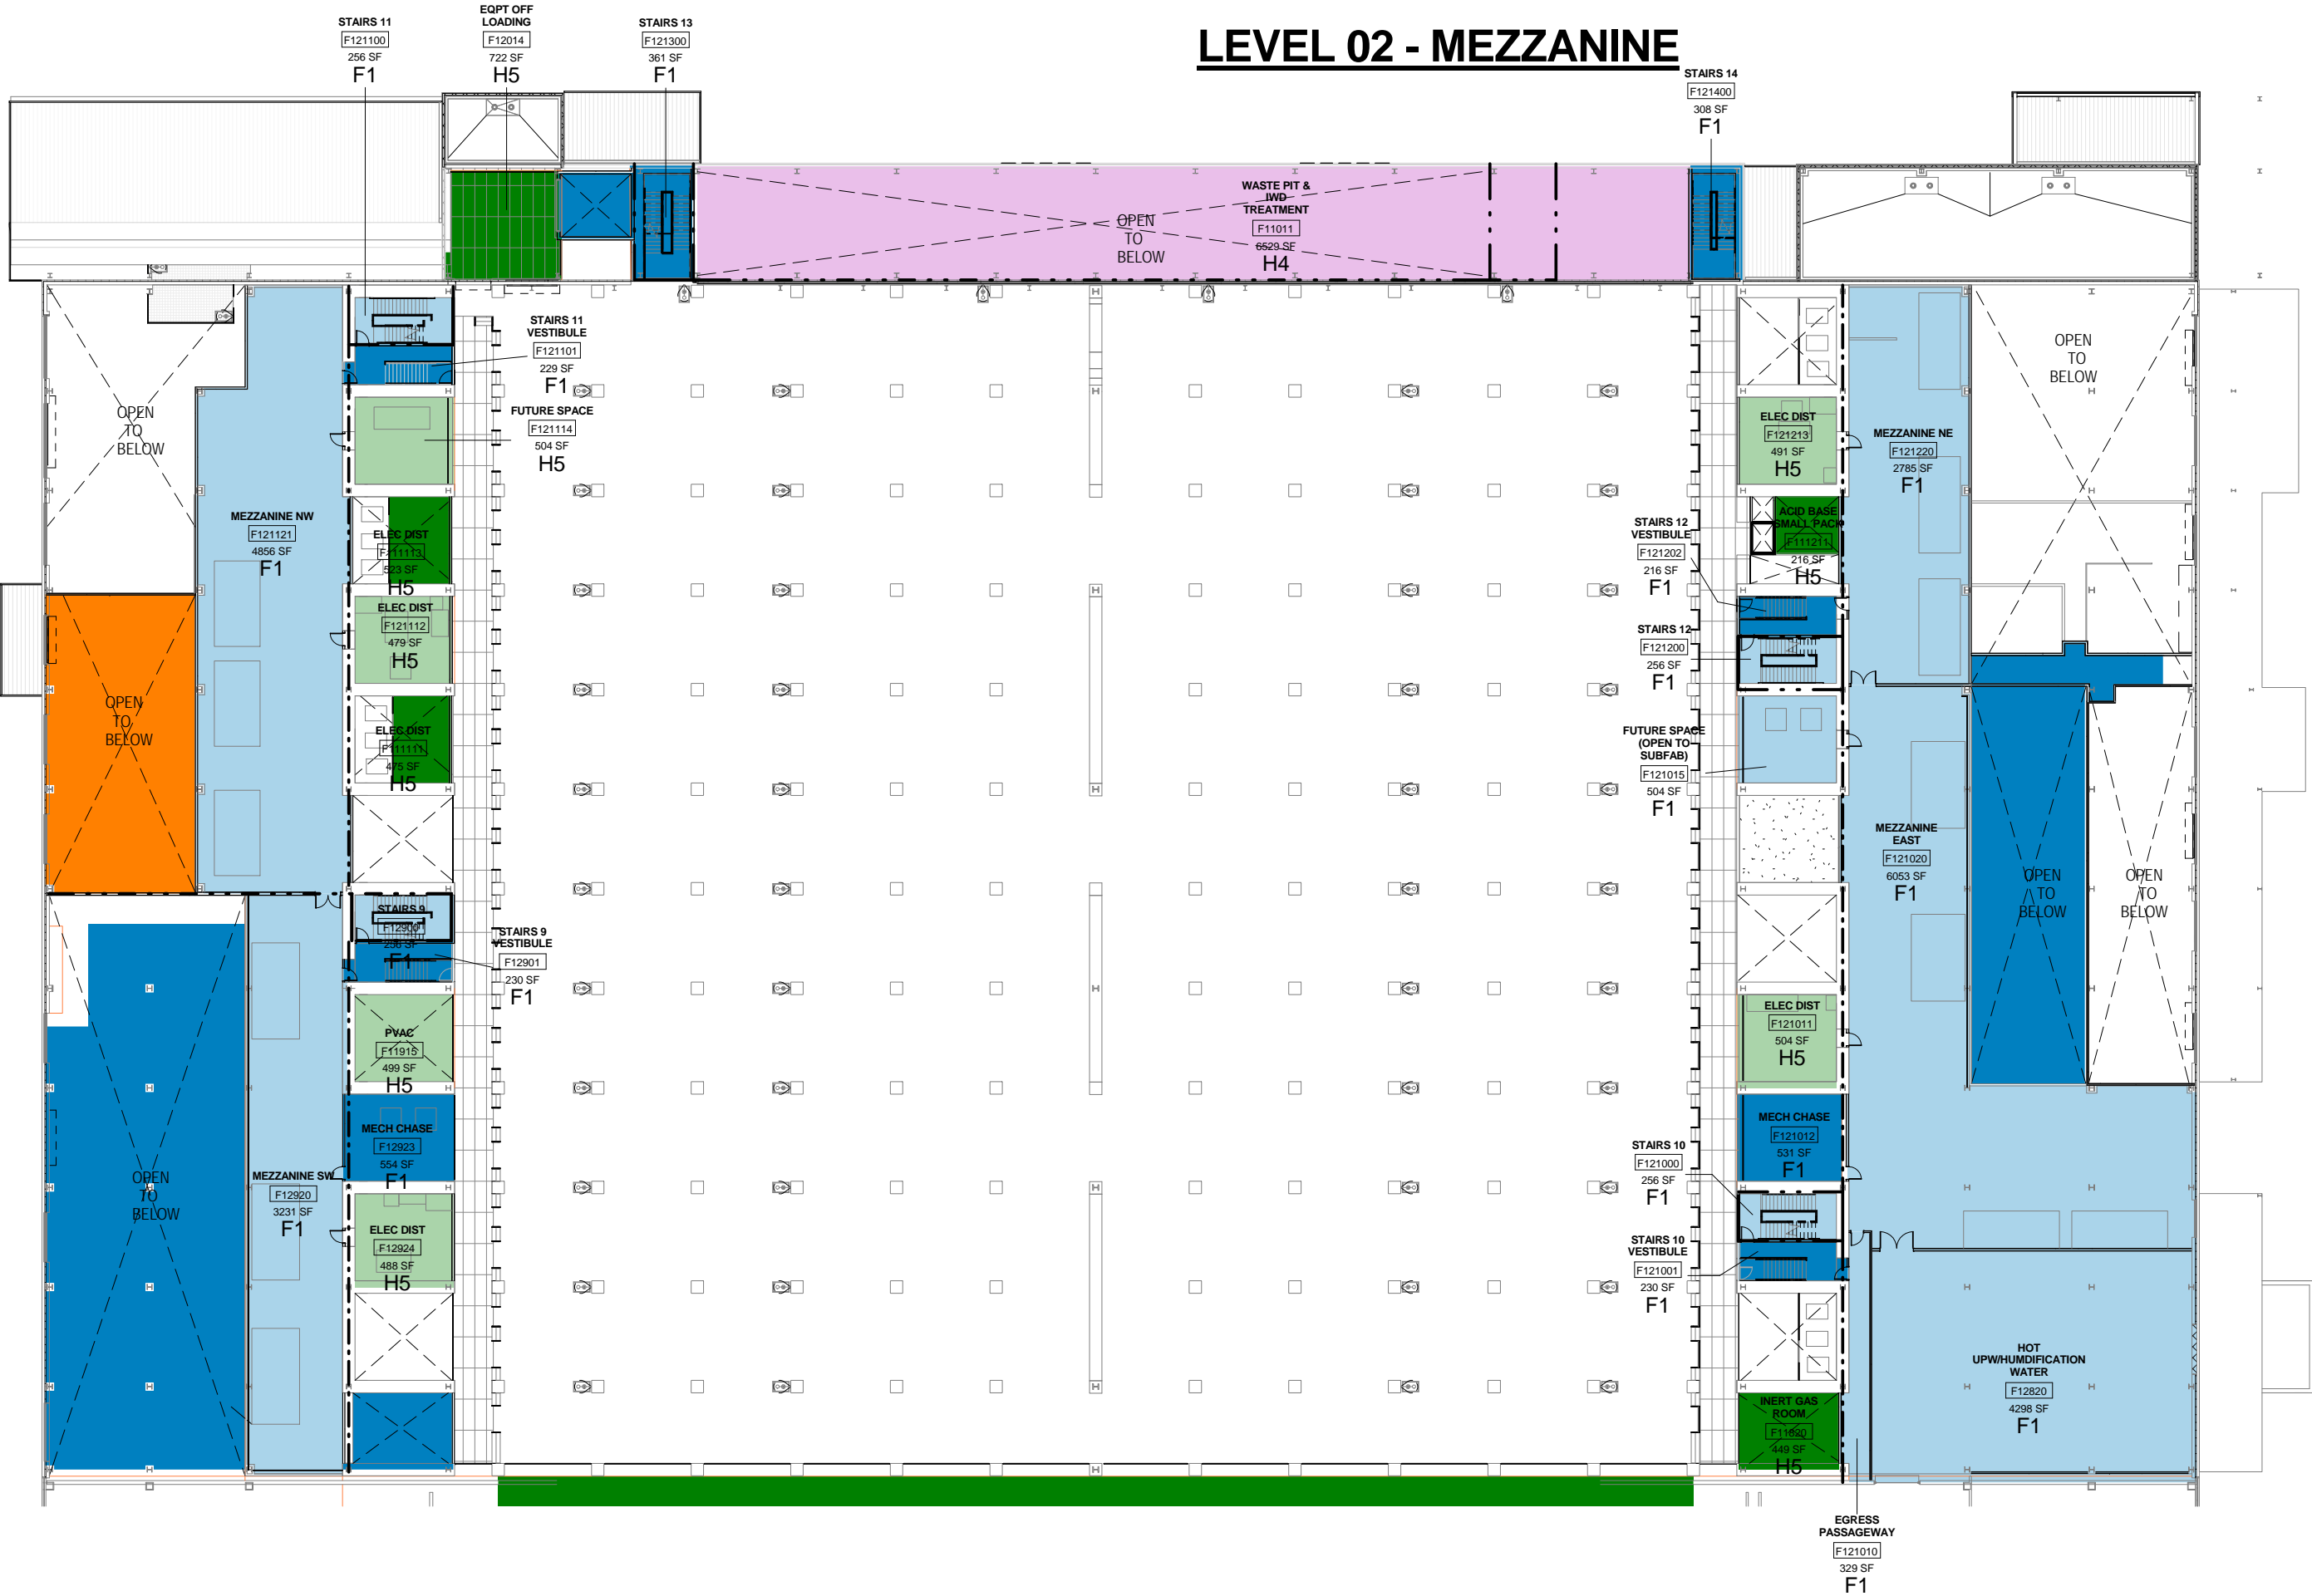 LEVEL 02 - MEZZANINE
STAIRS 11
F121100
256 SF
F1
EQPT OFF
LOADING
F12014
722 SF
H5
STAIRS 13
F121300
361 SF
F1
STAIRS 14
F121400
308 SF
F1
WASTE PIT &
IWD
TREATMENT
F11011
6529 SF
H4
OPEN
TO
BELOW
STAIRS 11
VESTIBULE
F121101
229 SF
F1
FUTURE SPACE
F121114
504 SF
H5
OPEN
TO
BELOW
MEZZANINE NW
F121121
4856 SF
F1
ELEC DIST
F111113
523 SF
H5
ELEC DIST
F121112
479 SF
H5
ELEC DIST
F111111
475 SF
H5
OPEN
TO
BELOW
STAIRS 9
F12900
256 SF
F1
STAIRS 9
VESTIBULE
F12901
230 SF
F1
PVAC
F11915
499 SF
H5
MECH CHASE
F12923
554 SF
F1
OPEN
TO
BELOW
MEZZANINE SW
F12920
3231 SF
F1
ELEC DIST
F12924
488 SF
H5
OPEN
TO
BELOW
ELEC DIST
F121213
491 SF
H5
MEZZANINE NE
F121220
2785 SF
F1
ACID BASE
SMALL PACK
F111211
216 SF
H5
STAIRS 12
VESTIBULE
F121202
216 SF
F1
STAIRS 12
F121200
256 SF
F1
FUTURE SPACE
(OPEN TO
SUBFAB)
F121015
504 SF
F1
MEZZANINE
EAST
F121020
6053 SF
F1
OPEN
TO
BELOW
OPEN
TO
BELOW
ELEC DIST
F121011
504 SF
H5
MECH CHASE
F121012
531 SF
F1
STAIRS 10
F121000
256 SF
F1
STAIRS 10
VESTIBULE
F121001
230 SF
F1
HOT
UPW/HUMDIFICATION
WATER
F12820
4298 SF
F1
INERT GAS
ROOM
F11820
449 SF
H5
EGRESS
PASSAGEWAY
F121010
329 SF
F1